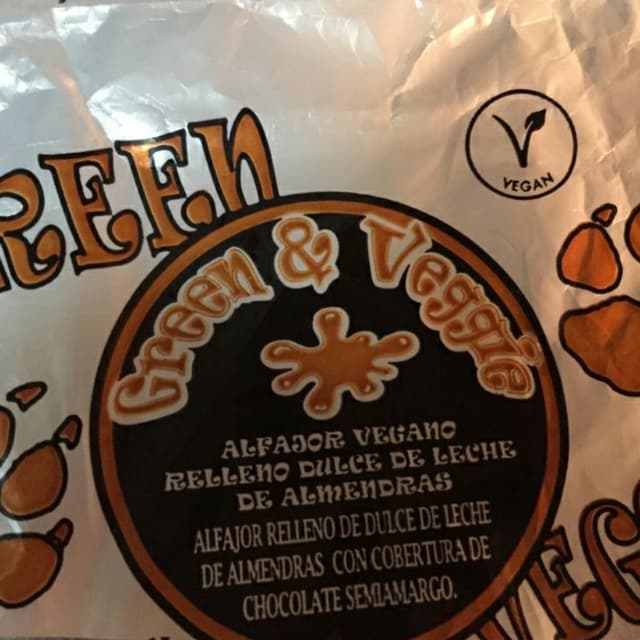 REEN
VEGAN
Green & Veggie
ALFAJOR VEGANO
RELLENO DULCE DE LECHE
DE ALMENDRAS
ALFAJOR RELLENO DE DULCE DE LECHE
DE ALMENDRAS CON COBERTURA DE
CHOCOLATE SEMIAMARGO.
VEG